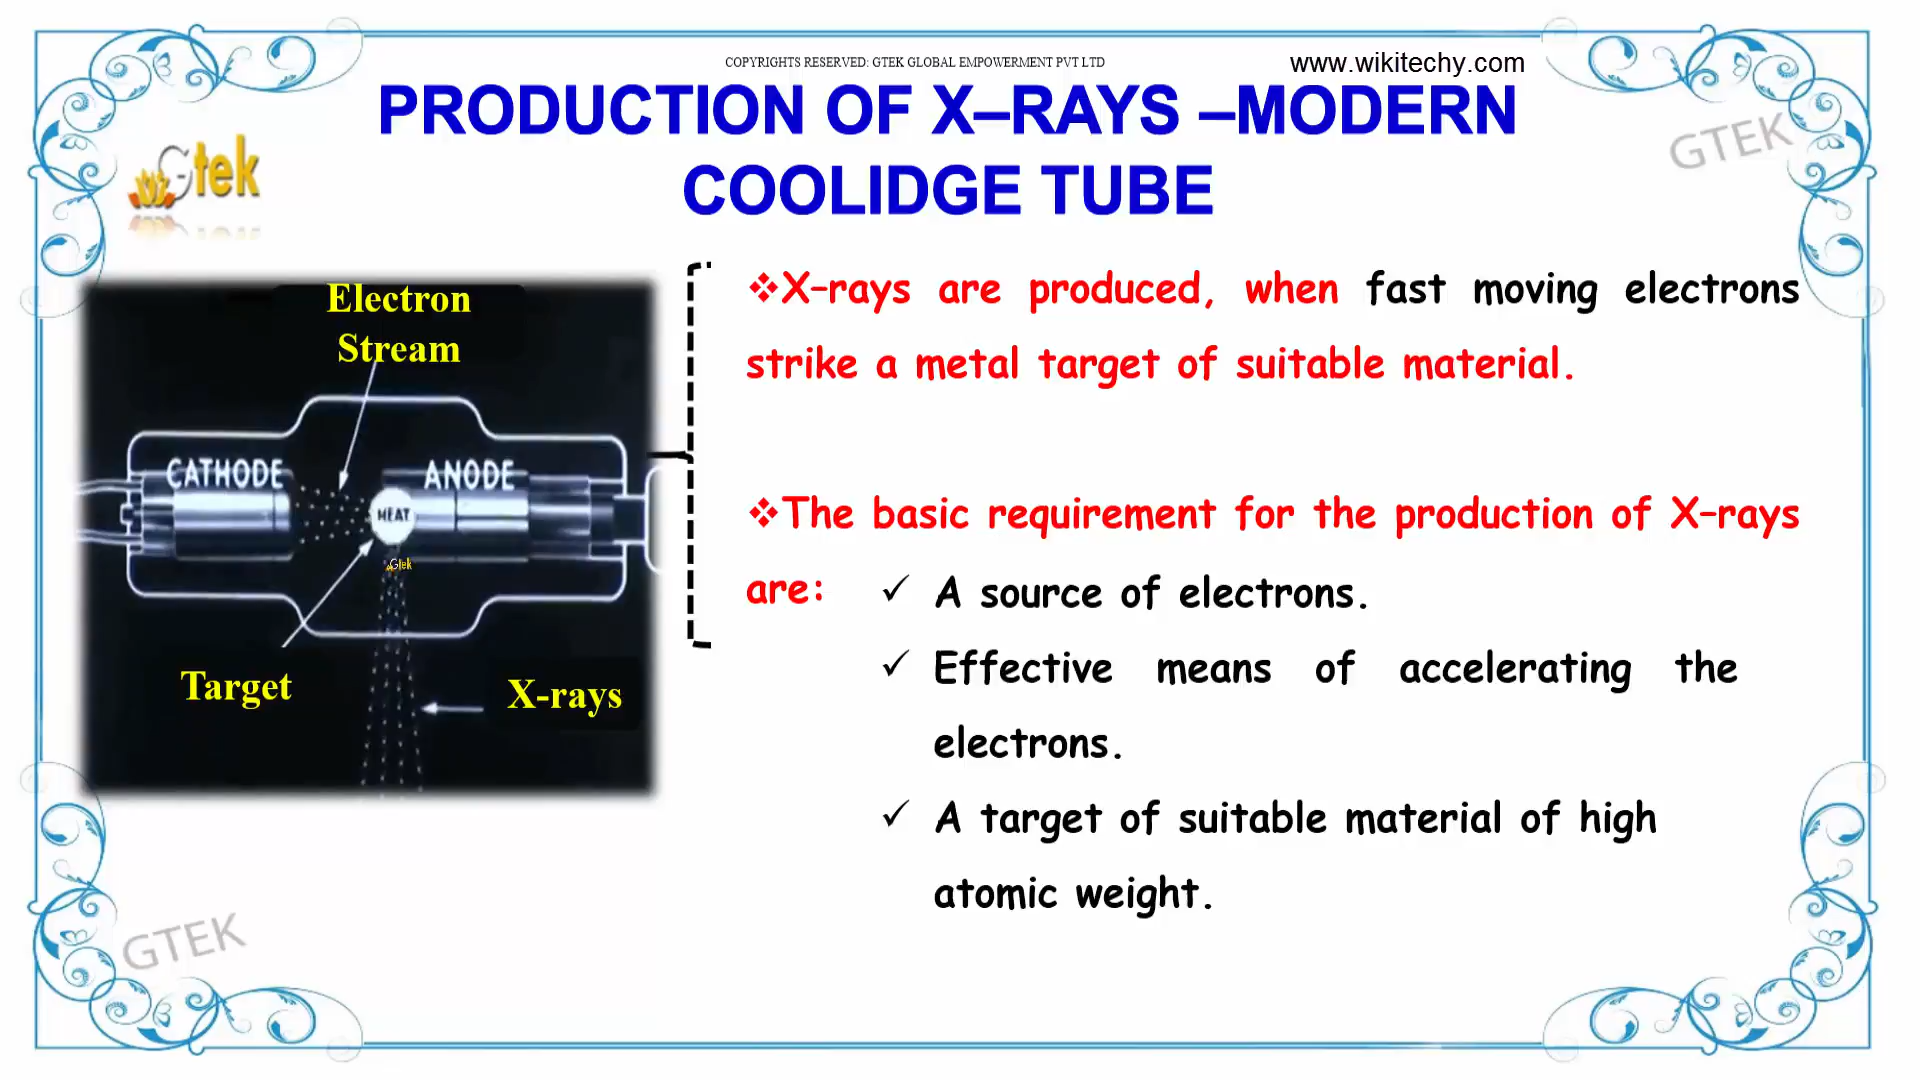 COPYRIGHTS RESERVED: GTEK GLOBAL EMPOWERMENT PVT LTD
www.wikitechy.com
PRODUCTION OF X–RAYS –MODERN
COOLIDGE TUBE
Gtek
GTEK
Electron
Stream
CATHODE
ANODE
HEAT
Gtek
Target
X-rays
❖X–rays are produced, when fast moving electrons
strike a metal target of suitable material.
❖The basic requirement for the production of X–rays
are:
✓ A source of electrons.
✓ Effective means of accelerating the
electrons.
✓ A target of suitable material of high
atomic weight.
GTEK